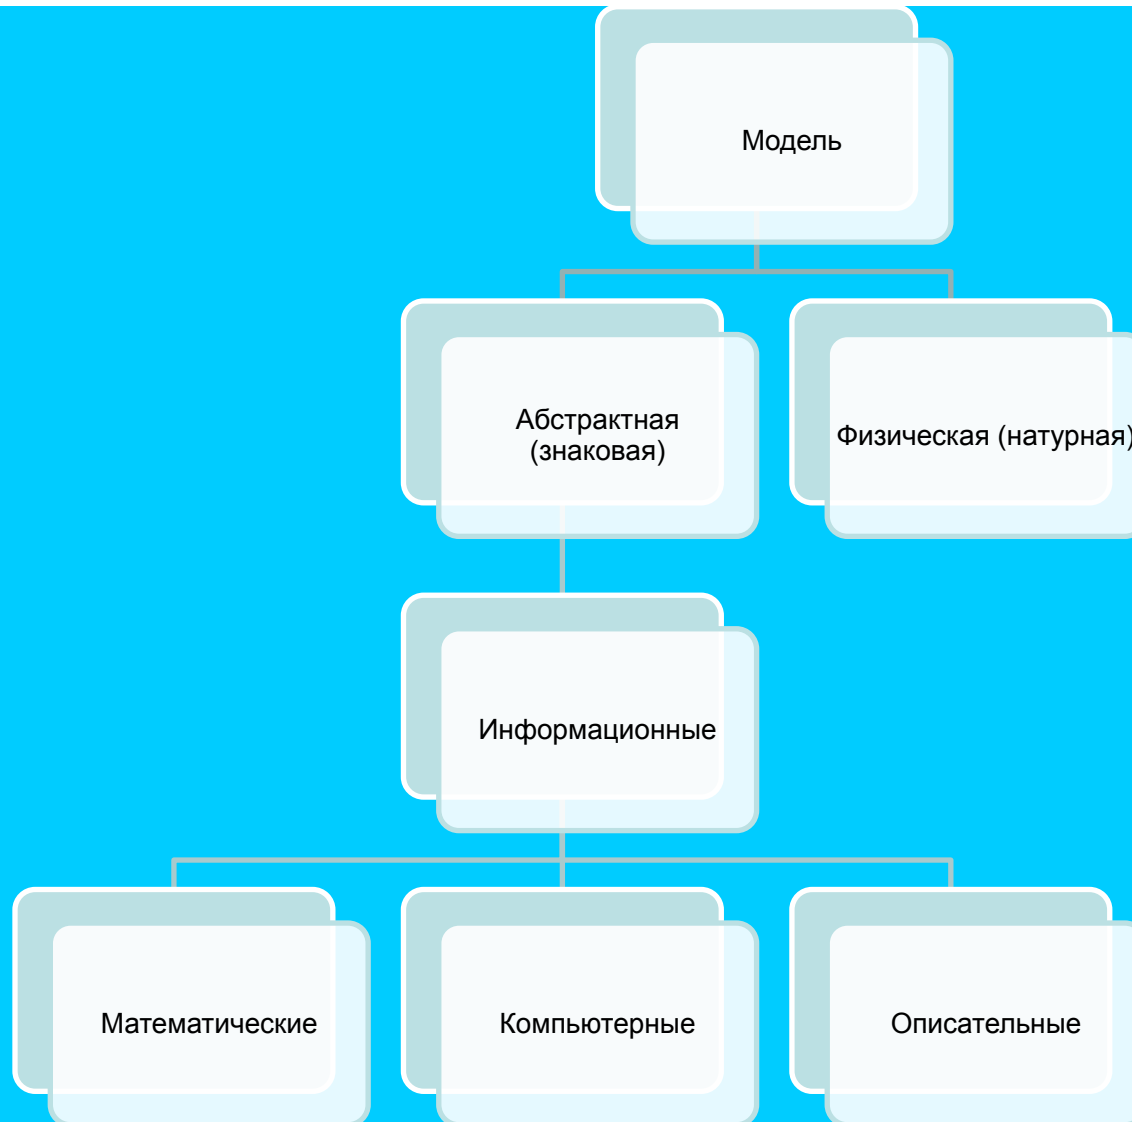 Модель
Абстрактная
(знаковая)
Физическая (натурная)
Информационные
Математические
Компьютерные
Описательные